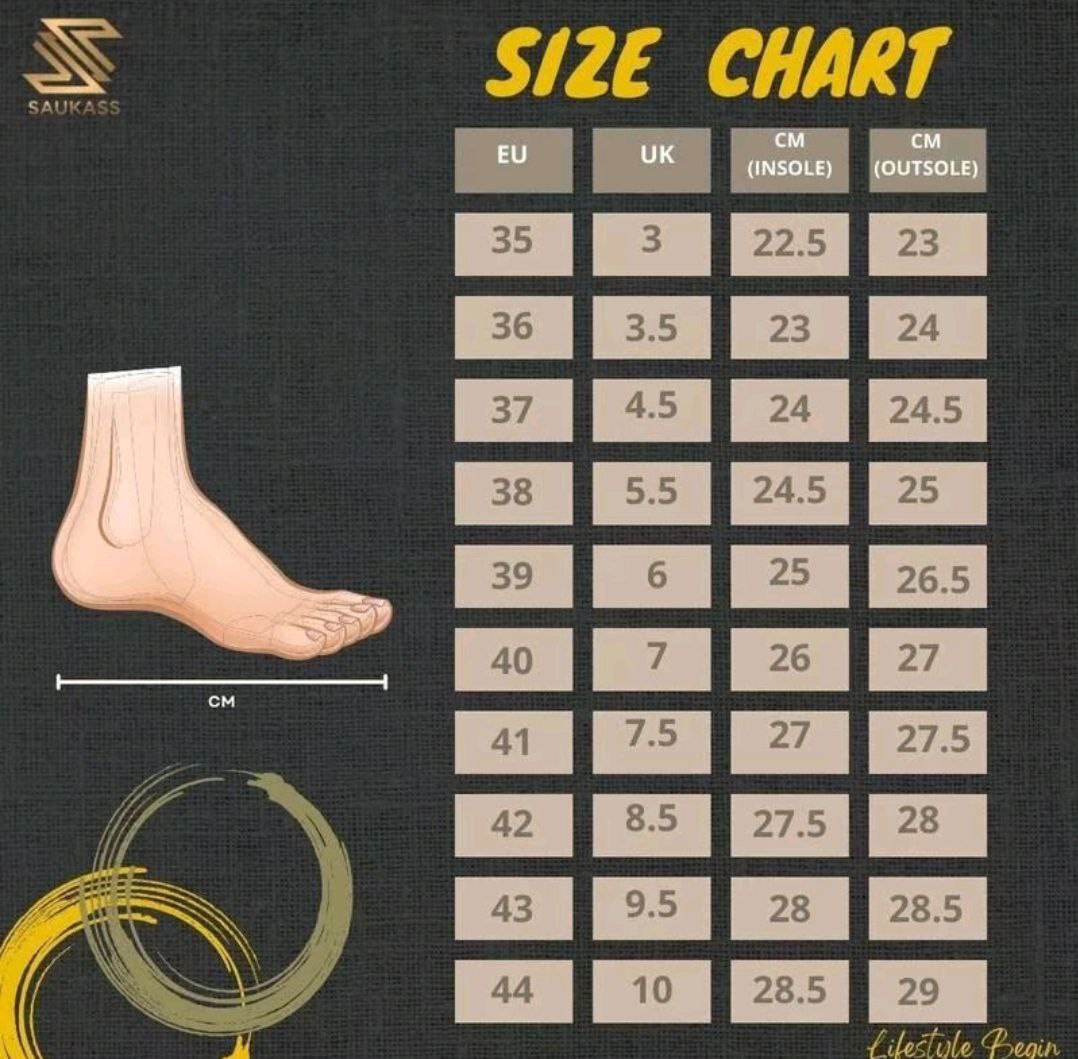 SAUKASS
SIZE CHART
EU UK CM (INSOLE) CM (OUTSOLE)
35 3 22.5 23
36 3.5 23 24
37 4.5 24 24.5
38 5.5 24.5 25
39 6 25 26.5
40 7 26 27
41 7.5 27 27.5
42 8.5 27.5 28
43 9.5 28 28.5
44 10 28.5 29
CM
Lifestyle Begin